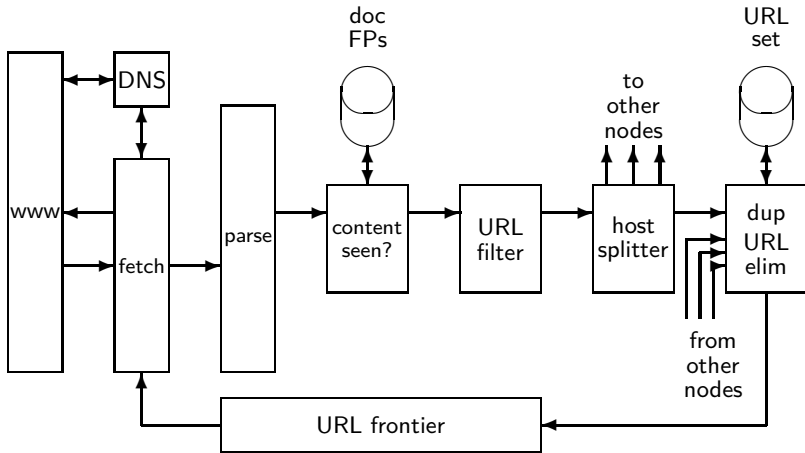 doc
FPs
URL
set
DNS
to
other
nodes
www
fetch
parse
content
seen?
URL
filter
host
splitter
dup
URL
elim
from
other
nodes
URL frontier